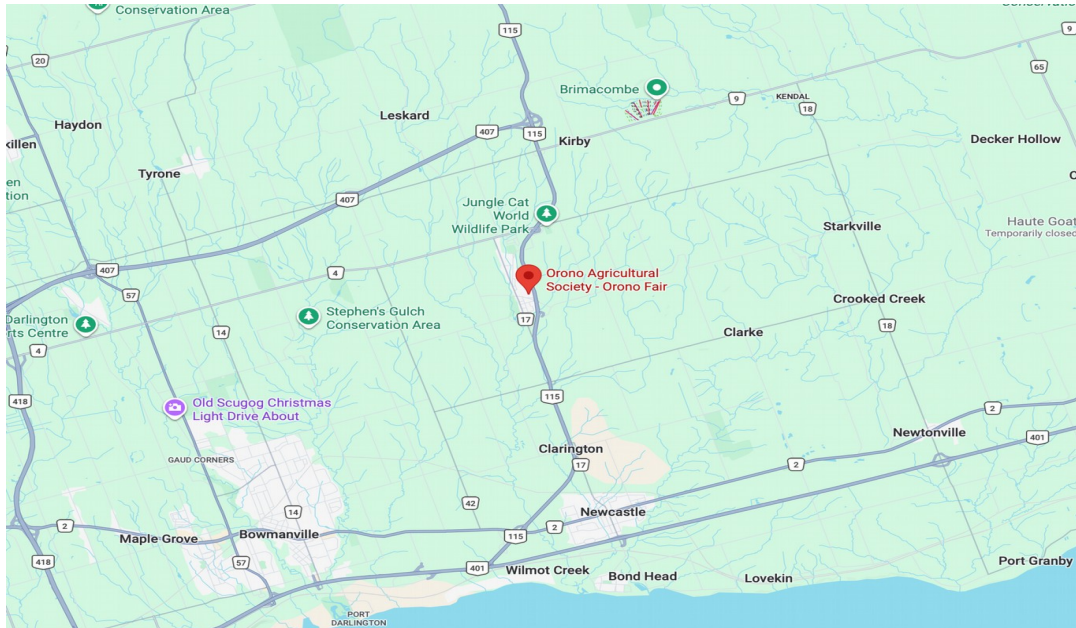 Conservation Area
115
9
20
65
Brimacombe
9
KENDAL
18
Leskard
Haydon
407
115
Kirby
Decker Hollow
killen
Tyrone
en
tion
407
Jungle Cat
World
Wildlife Park
Starkville
Haute Goat
Temporarily closed
407
4
Orono Agricultural
Society - Orono Fair
57
Crooked Creek
Darlington
rts Centre
Stephen's Gulch
Conservation Area
17
14
18
Clarke
4
418
115
Old Scugog Christmas
Light Drive About
2
Newtonville
401
Clarington
GAUD CORNERS
17
2
42
14
Newcastle
2
Maple Grove
Bowmanville
115
2
418
57
401
Wilmot Creek
Bond Head
Lovekin
Port Granby
PORT
DARLINGTON